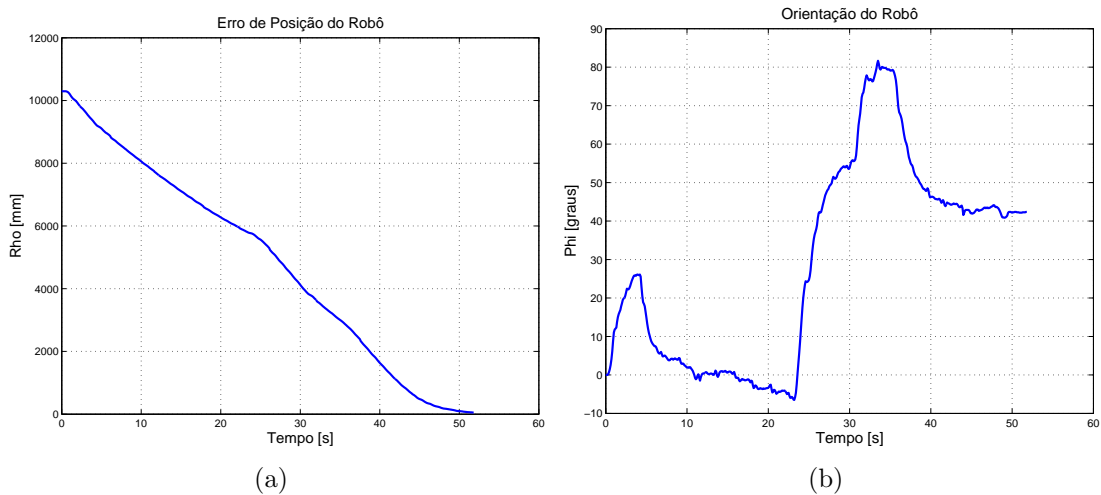 Erro de Posição do Robô
12000
10000
8000
6000
4000
2000
0
Rho [mm]
0 10 20 30 40 50 60
Tempo [s]
(a)
Orientação do Robô
90
80
70
60
50
40
30
20
10
0
−10
Phi [graus]
0 10 20 30 40 50 60
Tempo [s]
(b)